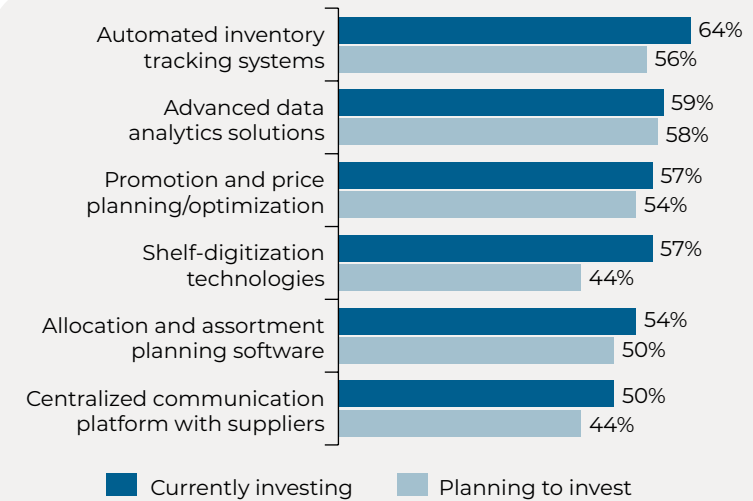 Automated inventory
tracking systems
64%
56%
Advanced data
analytics solutions
59%
58%
Promotion and price
planning/optimization
57%
54%
Shelf-digitization
technologies
57%
44%
Allocation and assortment
planning software
54%
50%
Centralized communication
platform with suppliers
50%
44%
Currently investing
Planning to invest